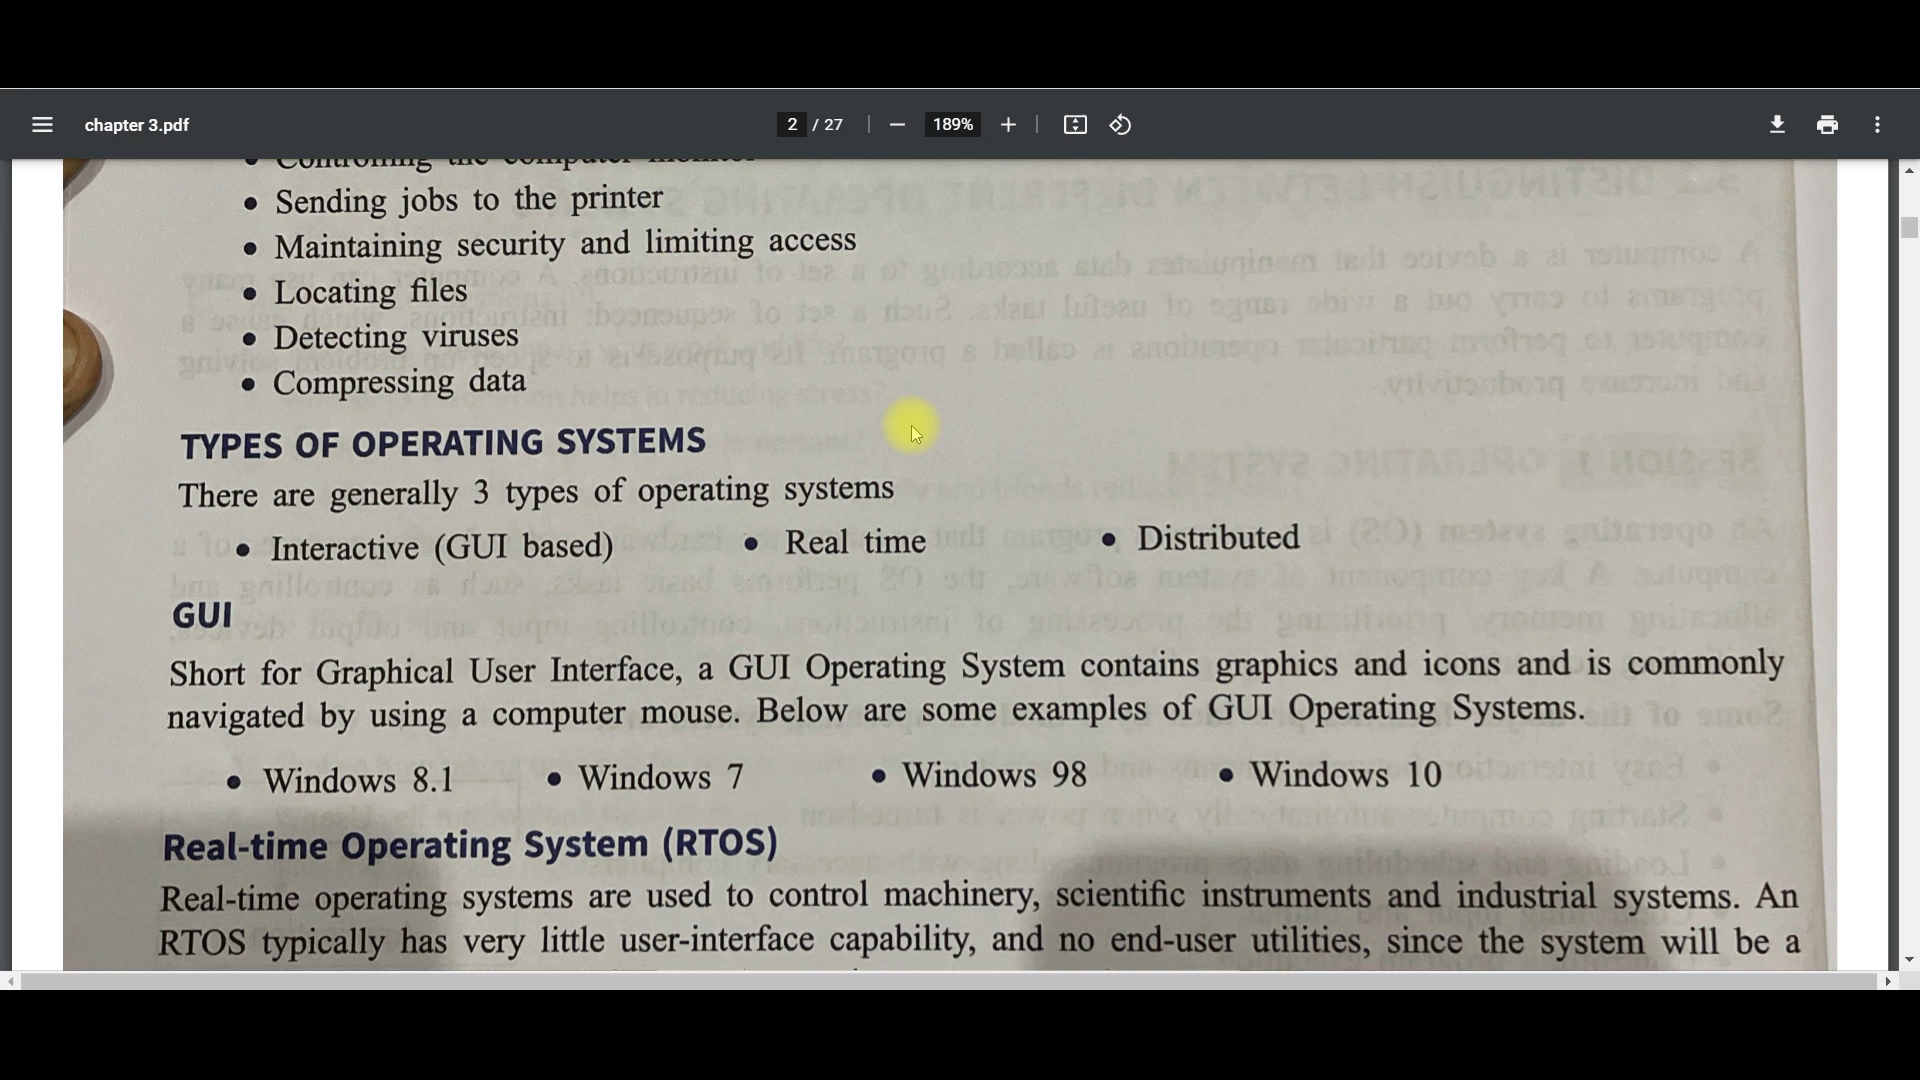 chapter 3.pdf
2 / 27
189%
Controlling the computer monitor
• Sending jobs to the printer
• Maintaining security and limiting access
• Locating files
• Detecting viruses
• Compressing data
TYPES OF OPERATING SYSTEMS
There are generally 3 types of operating systems
• Interactive (GUI based) • Real time • Distributed
GUI
Short for Graphical User Interface, a GUI Operating System contains graphics and icons and is commonly
navigated by using a computer mouse. Below are some examples of GUI Operating Systems.
• Windows 8.1 • Windows 7 • Windows 98 • Windows 10
Real-time Operating System (RTOS)
Real-time operating systems are used to control machinery, scientific instruments and industrial systems. An
RTOS typically has very little user-interface capability, and no end-user utilities, since the system will be a